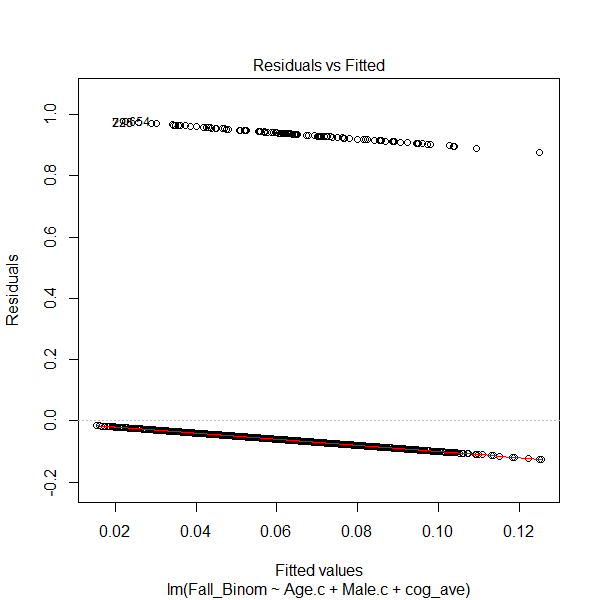 Residuals vs Fitted
1.0
0.8
0.6
0.4
0.2
0.0
-0.2
Residuals
654
0.02 0.04 0.06 0.08 0.10 0.12
Fitted values
lm(Fall_Binom ~ Age.c + Male.c + cog_ave)